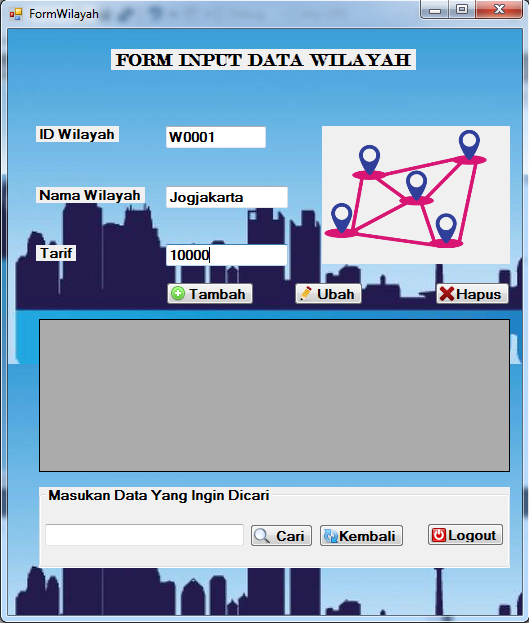 FormWilayah
FORM INPUT DATA WILAYAH
ID Wilayah W0001
Nama Wilayah Jogjakarta
Tarif 10000
Tambah Ubah Hapus
Masukan Data Yang Ingin Dicari
Cari Kembali Logout